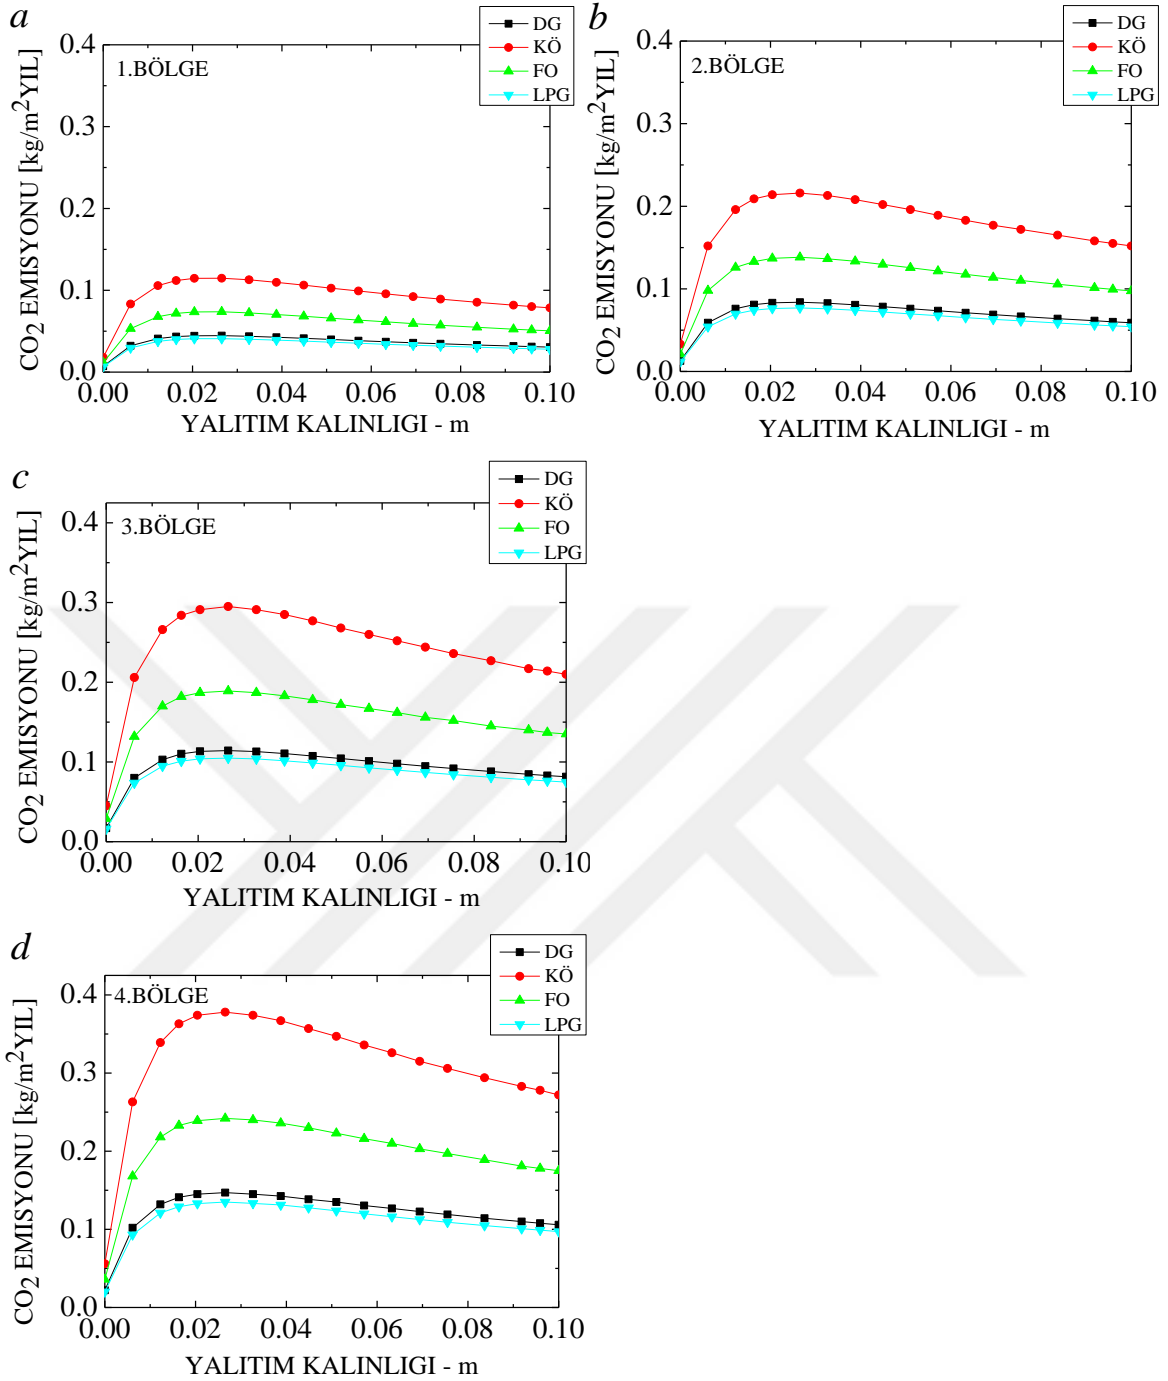 a
DG
KÖ
FO
LPG
1.BÖLGE
CO2 EMISYONU [kg/m2YIL]
0.4
0.3
0.2
0.1
0.0
0.00 0.02 0.04 0.06 0.08 0.10
YALITIM KALINLIGI - m
b
DG
KÖ
FO
LPG
2.BÖLGE
CO2 EMISYONU [kg/m2YIL]
0.4
0.3
0.2
0.1
0.0
0.00 0.02 0.04 0.06 0.08 0.10
YALITIM KALINLIGI - m
c
DG
KÖ
FO
LPG
3.BÖLGE
CO2 EMISYONU [kg/m2YIL]
0.4
0.3
0.2
0.1
0.0
0.00 0.02 0.04 0.06 0.08 0.10
YALITIM KALINLIGI - m
d
DG
KÖ
FO
LPG
4.BÖLGE
CO2 EMISYONU [kg/m2YIL]
0.4
0.3
0.2
0.1
0.0
0.00 0.02 0.04 0.06 0.08 0.10
YALITIM KALINLIGI - m